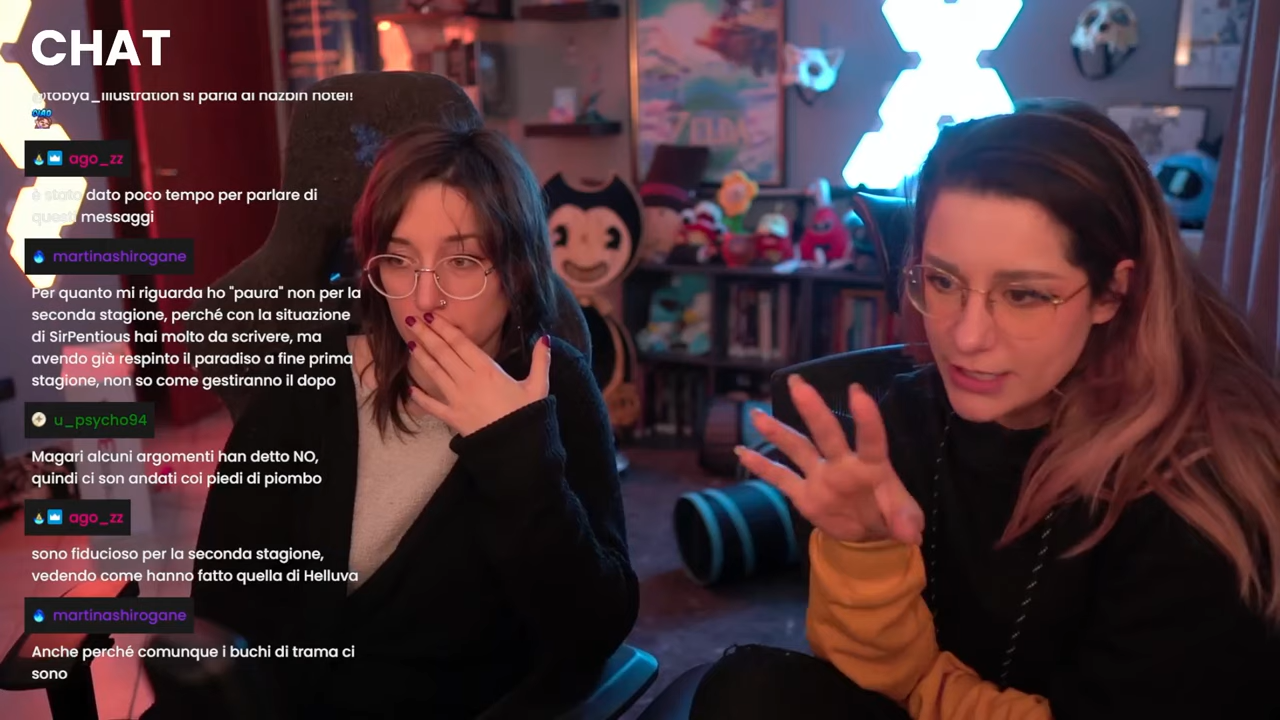 CHAT
@tobya_illustration si parla di hazbin hotel!
CIAO
ago_zz
è stato dato poco tempo per parlare di
questi messaggi
martinashirogane
Per quanto mi riguarda ho "paura" non per la
seconda stagione, perché con la situazione
di SirPentious hai molto da scrivere, ma
avendo già respinto il paradiso a fine prima
stagione, non so come gestiranno il dopo
u_psycho94
Magari alcuni argomenti han detto NO,
quindi ci son andati coi piedi di piombo
ago_zz
sono fiducioso per la seconda stagione,
vedendo come hanno fatto quella di Helluva
martinashirogane
Anche perché comunque i buchi di trama ci
sono